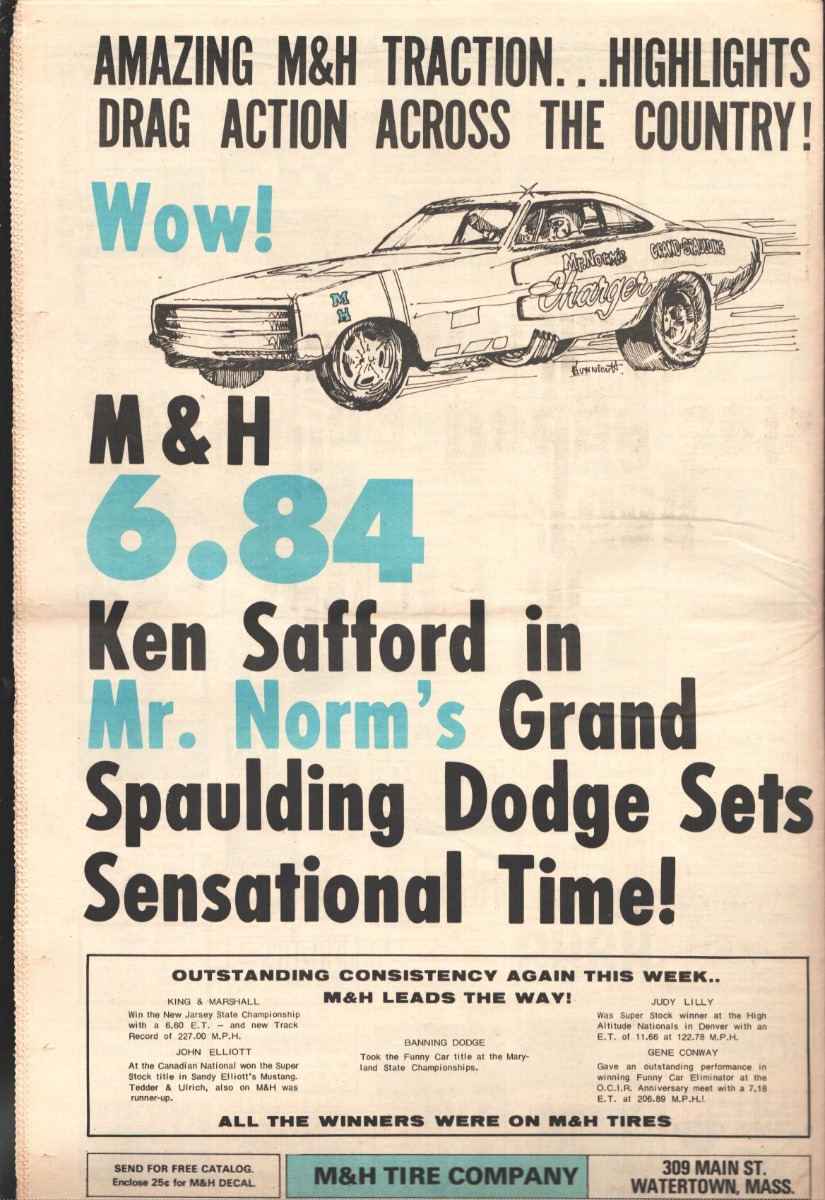 AMAZING M&H TRACTION...HIGHLIGHTS
DRAG ACTION ACROSS THE COUNTRY!
Wow!
GRAND-SPAULDING
Mr. Norm's
Charger
M
H
Hunnicutt
M&H
6.84
Ken Safford in
Mr. Norm's Grand
Spaulding Dodge Sets
Sensational Time!
OUTSTANDING CONSISTENCY AGAIN THIS WEEK..
M&H LEADS THE WAY!
KING & MARSHALL
Win the New Jarsey State Championship
with a 6.60 E.T. – and new Track
Record of 227.00 M.P.H.
JOHN ELLIOTT
At the Canadian National won the Super
Stock title in Sandy Elliott's Mustang.
Tedder & Ulrich, also on M&H was
runner-up.
BANNING DODGE
Took the Funny Car title at the Mary-
land State Championships.
JUDY LILLY
Was Super Stock winner at the High
Altitude Nationals in Denver with an
E.T. of 11.66 at 122.78 M.P.H.
GENE CONWAY
Gave an outstanding performance in
winning Funny Car Eliminator at the
O.C.I.R. Anniversary meet with a 7.18
E.T. at 206.89 M.P.H.!
ALL THE WINNERS WERE ON M&H TIRES
SEND FOR FREE CATALOG.
Enclose 25¢ for M&H DECAL.
M&H TIRE COMPANY
309 MAIN ST.
WATERTOWN, MASS.